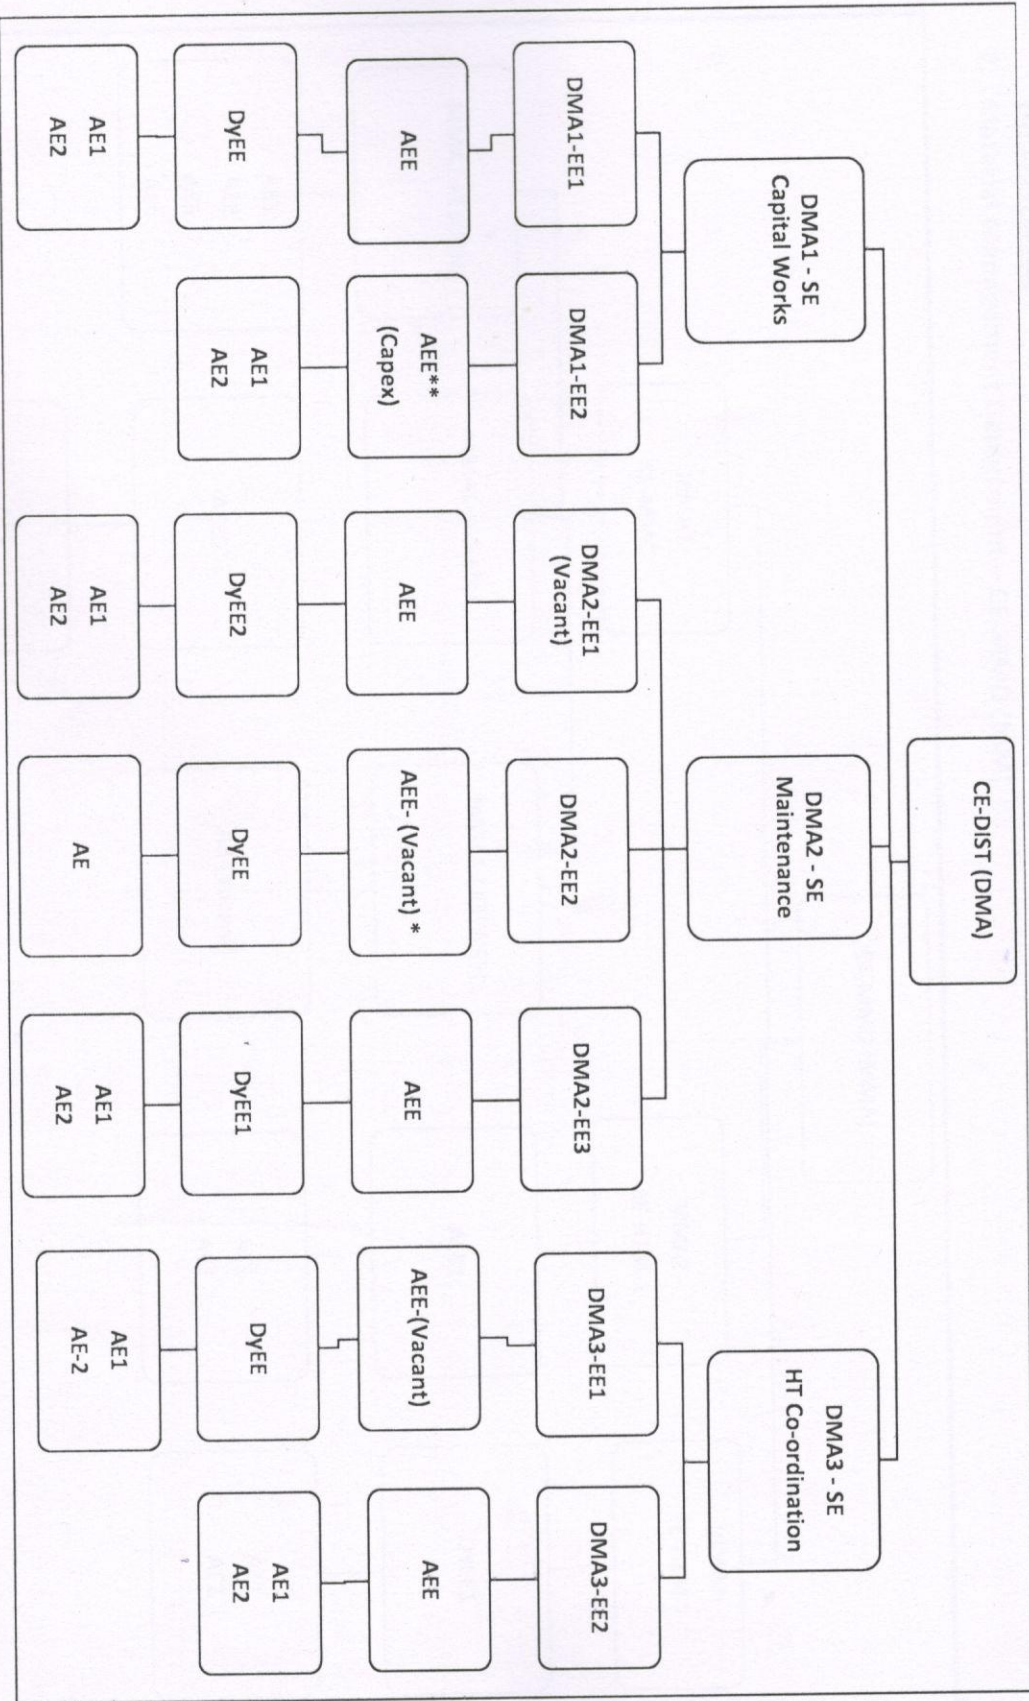 CE-DIST (DMA)
DMA1 - SE
Capital Works
DMA2 - SE
Maintenance
DMA3 - SE
HT Co-ordination
DMA1-EE1
DMA1-EE2
DMA2-EE1
(Vacant)
DMA2-EE2
DMA2-EE3
DMA3-EE1
DMA3-EE2
AEE
AEE**
(Capex)
AEE
AEE- (Vacant) *
AEE
AEE-(Vacant)
AEE
DyEE
AE1
AE2
DyEE2
DyEE
DyEE1
DyEE
AE1
AE2
AE1
AE2
AE1
AE2
AE
AE1
AE2
AE1
AE-2